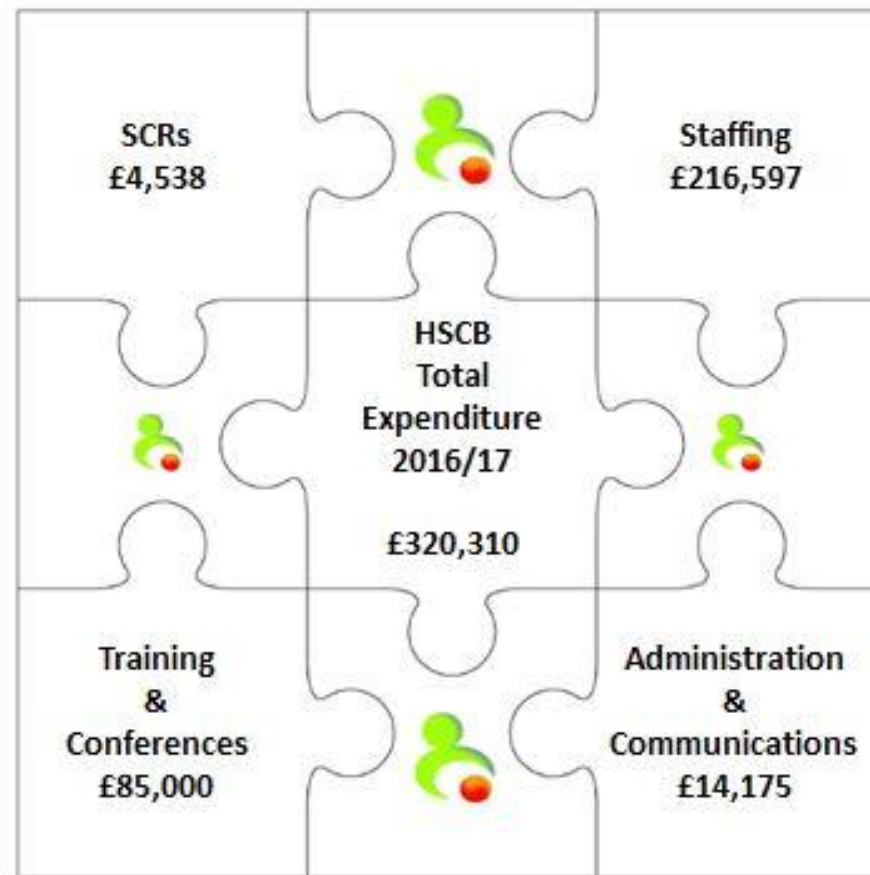 SCRs
£4,538
Staffing
£216,597
HSCB
Total
Expenditure
2016/17
£320,310
Training
&
Conferences
£85,000
Administration
&
Communications
£14,175